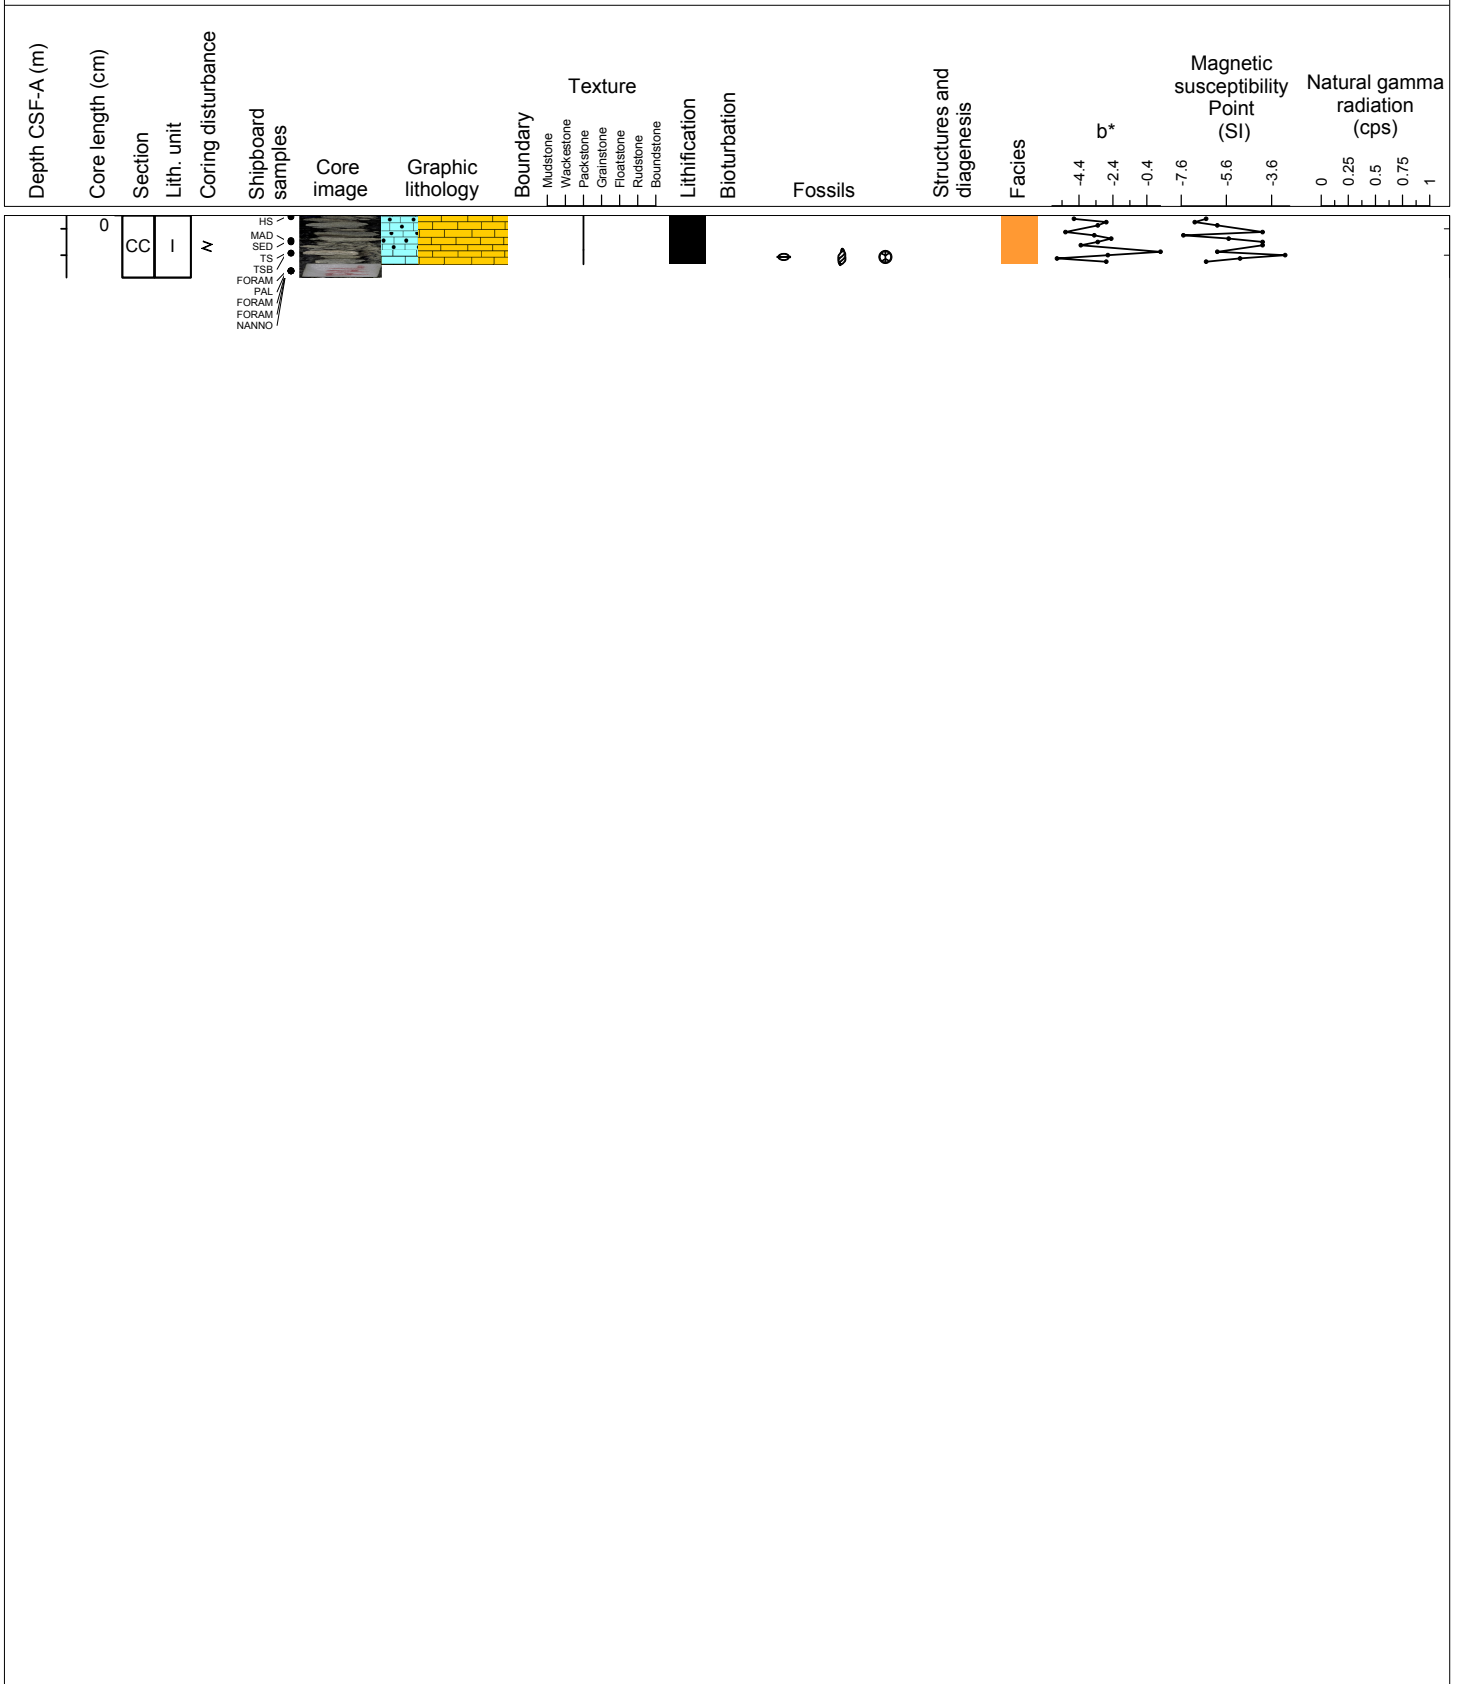 Depth CSF-A (m)
Core length (cm)
Section
Lith. unit
Coring disturbance
Shipboard
samples
Core
image
Graphic
lithology
Boundary
Texture
Mudstone
Wackestone
Packstone
Grainstone
Floatstone
Rudstone
Boundstone
Lithification
Bioturbation
Fossils
Structures and
diagenesis
Facies
b*
-4.4
-2.4
-0.4
Magnetic
susceptibility
Point
(SI)
-7.6
-5.6
-3.6
Natural gamma
radiation
(cps)
0
0.25
0.5
0.75
1
0
CC
I
HS
MAD
SED
TS
TSB
FORAM
PAL
FORAM
FORAM
NANNO